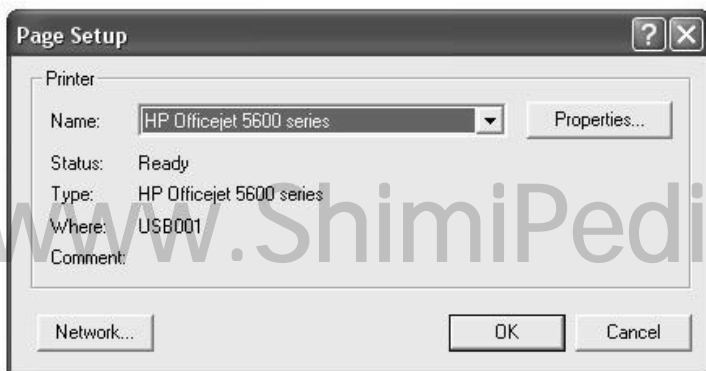 Page Setup
Printer
Name: HP Officejet 5600 series Properties...
Status: Ready
Type: HP Officejet 5600 series
Where: USB001
Comment:
www.ShimiPedi
Network... OK Cancel